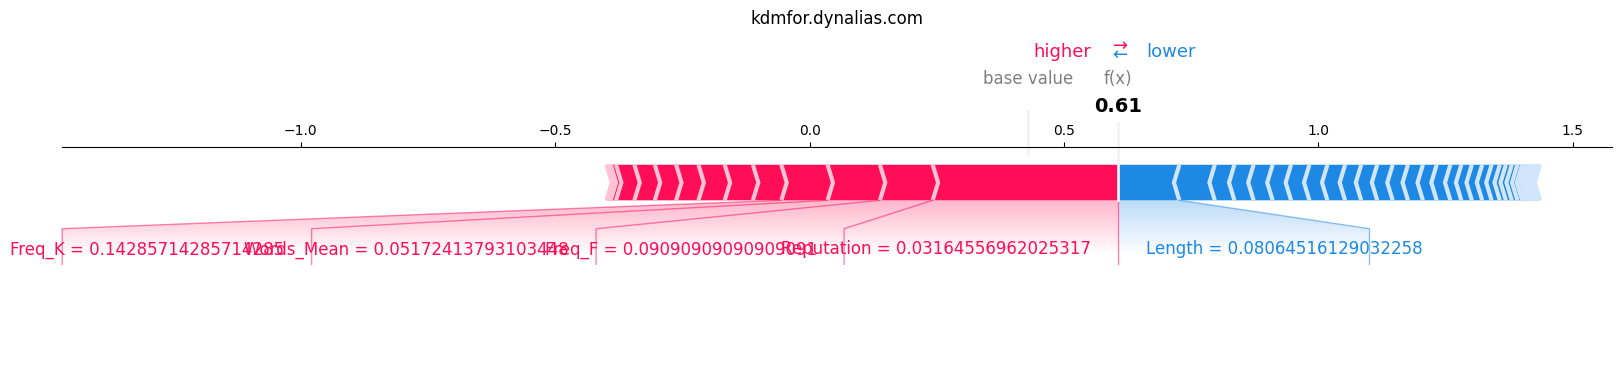 kdmfor.dynalias.com
higher ⇄ lower
base value f(x)
0.61
−1.0 −0.5 0.0 0.5 1.0 1.5
Freq_K = 0.14285714285714285 Words_Mean = 0.05172413793103448 Freq_F = 0.09090909090909091 Reputation = 0.03164556962025317 Length = 0.08064516129032258